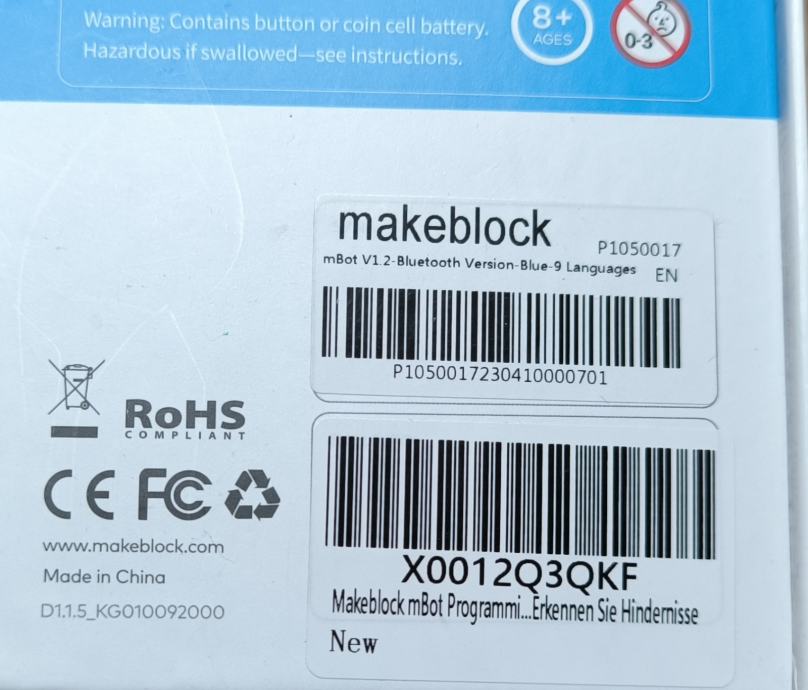 Warning: Contains button or coin cell battery.
Hazardous if swallowed—see instructions.
8+
AGES
0-3
makeblock
P1050017
mBot V1.2-Bluetooth Version-Blue-9 Languages EN
P1050017230410000701
RoHS
COMPLIANT
CE FC
www.makeblock.com
Made in China
D1.1.5_KG010092000
X0012Q3QKF
Makeblock mBot Programmi...Erkennen Sie Hindernisse
New